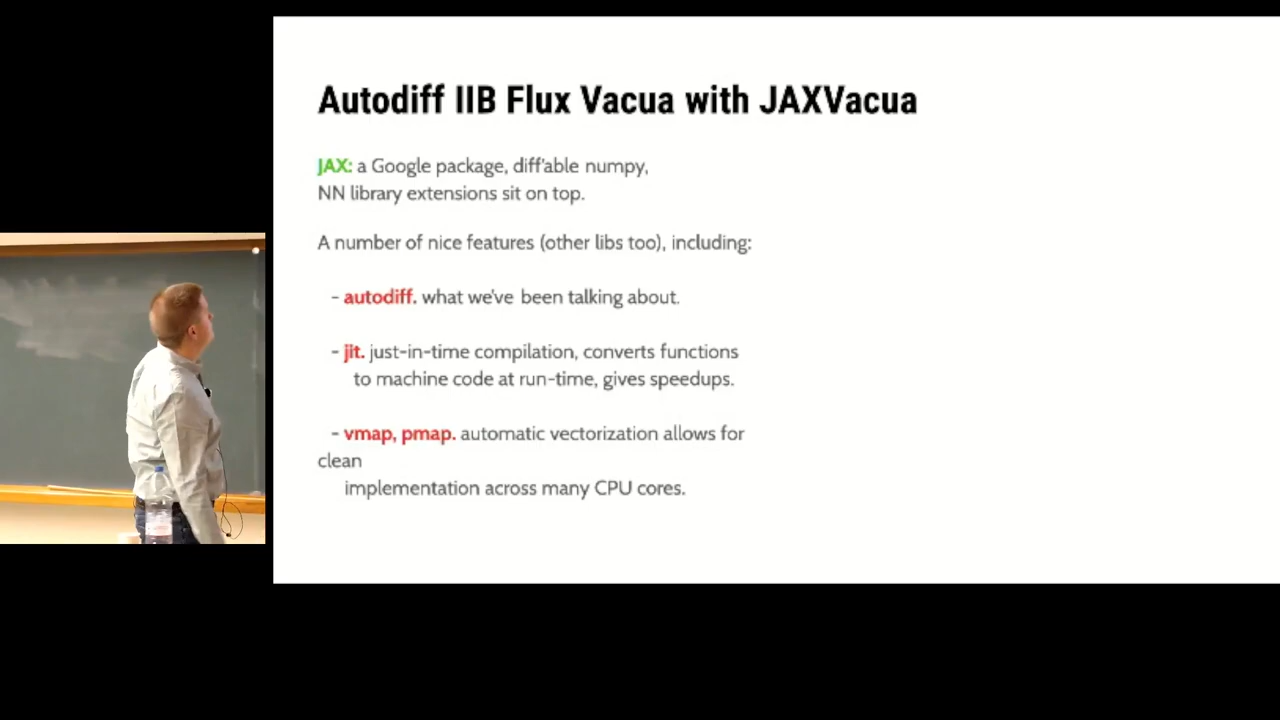 Autodiff IIB Flux Vacua with JAXVacua
JAX: a Google package, diff'able numpy,
NN library extensions sit on top.
A number of nice features (other libs too), including:
- autodiff. what we've been talking about.
- jit. just-in-time compilation, converts functions
to machine code at run-time, gives speedups.
- vmap, pmap. automatic vectorization allows for
clean
implementation across many CPU cores.